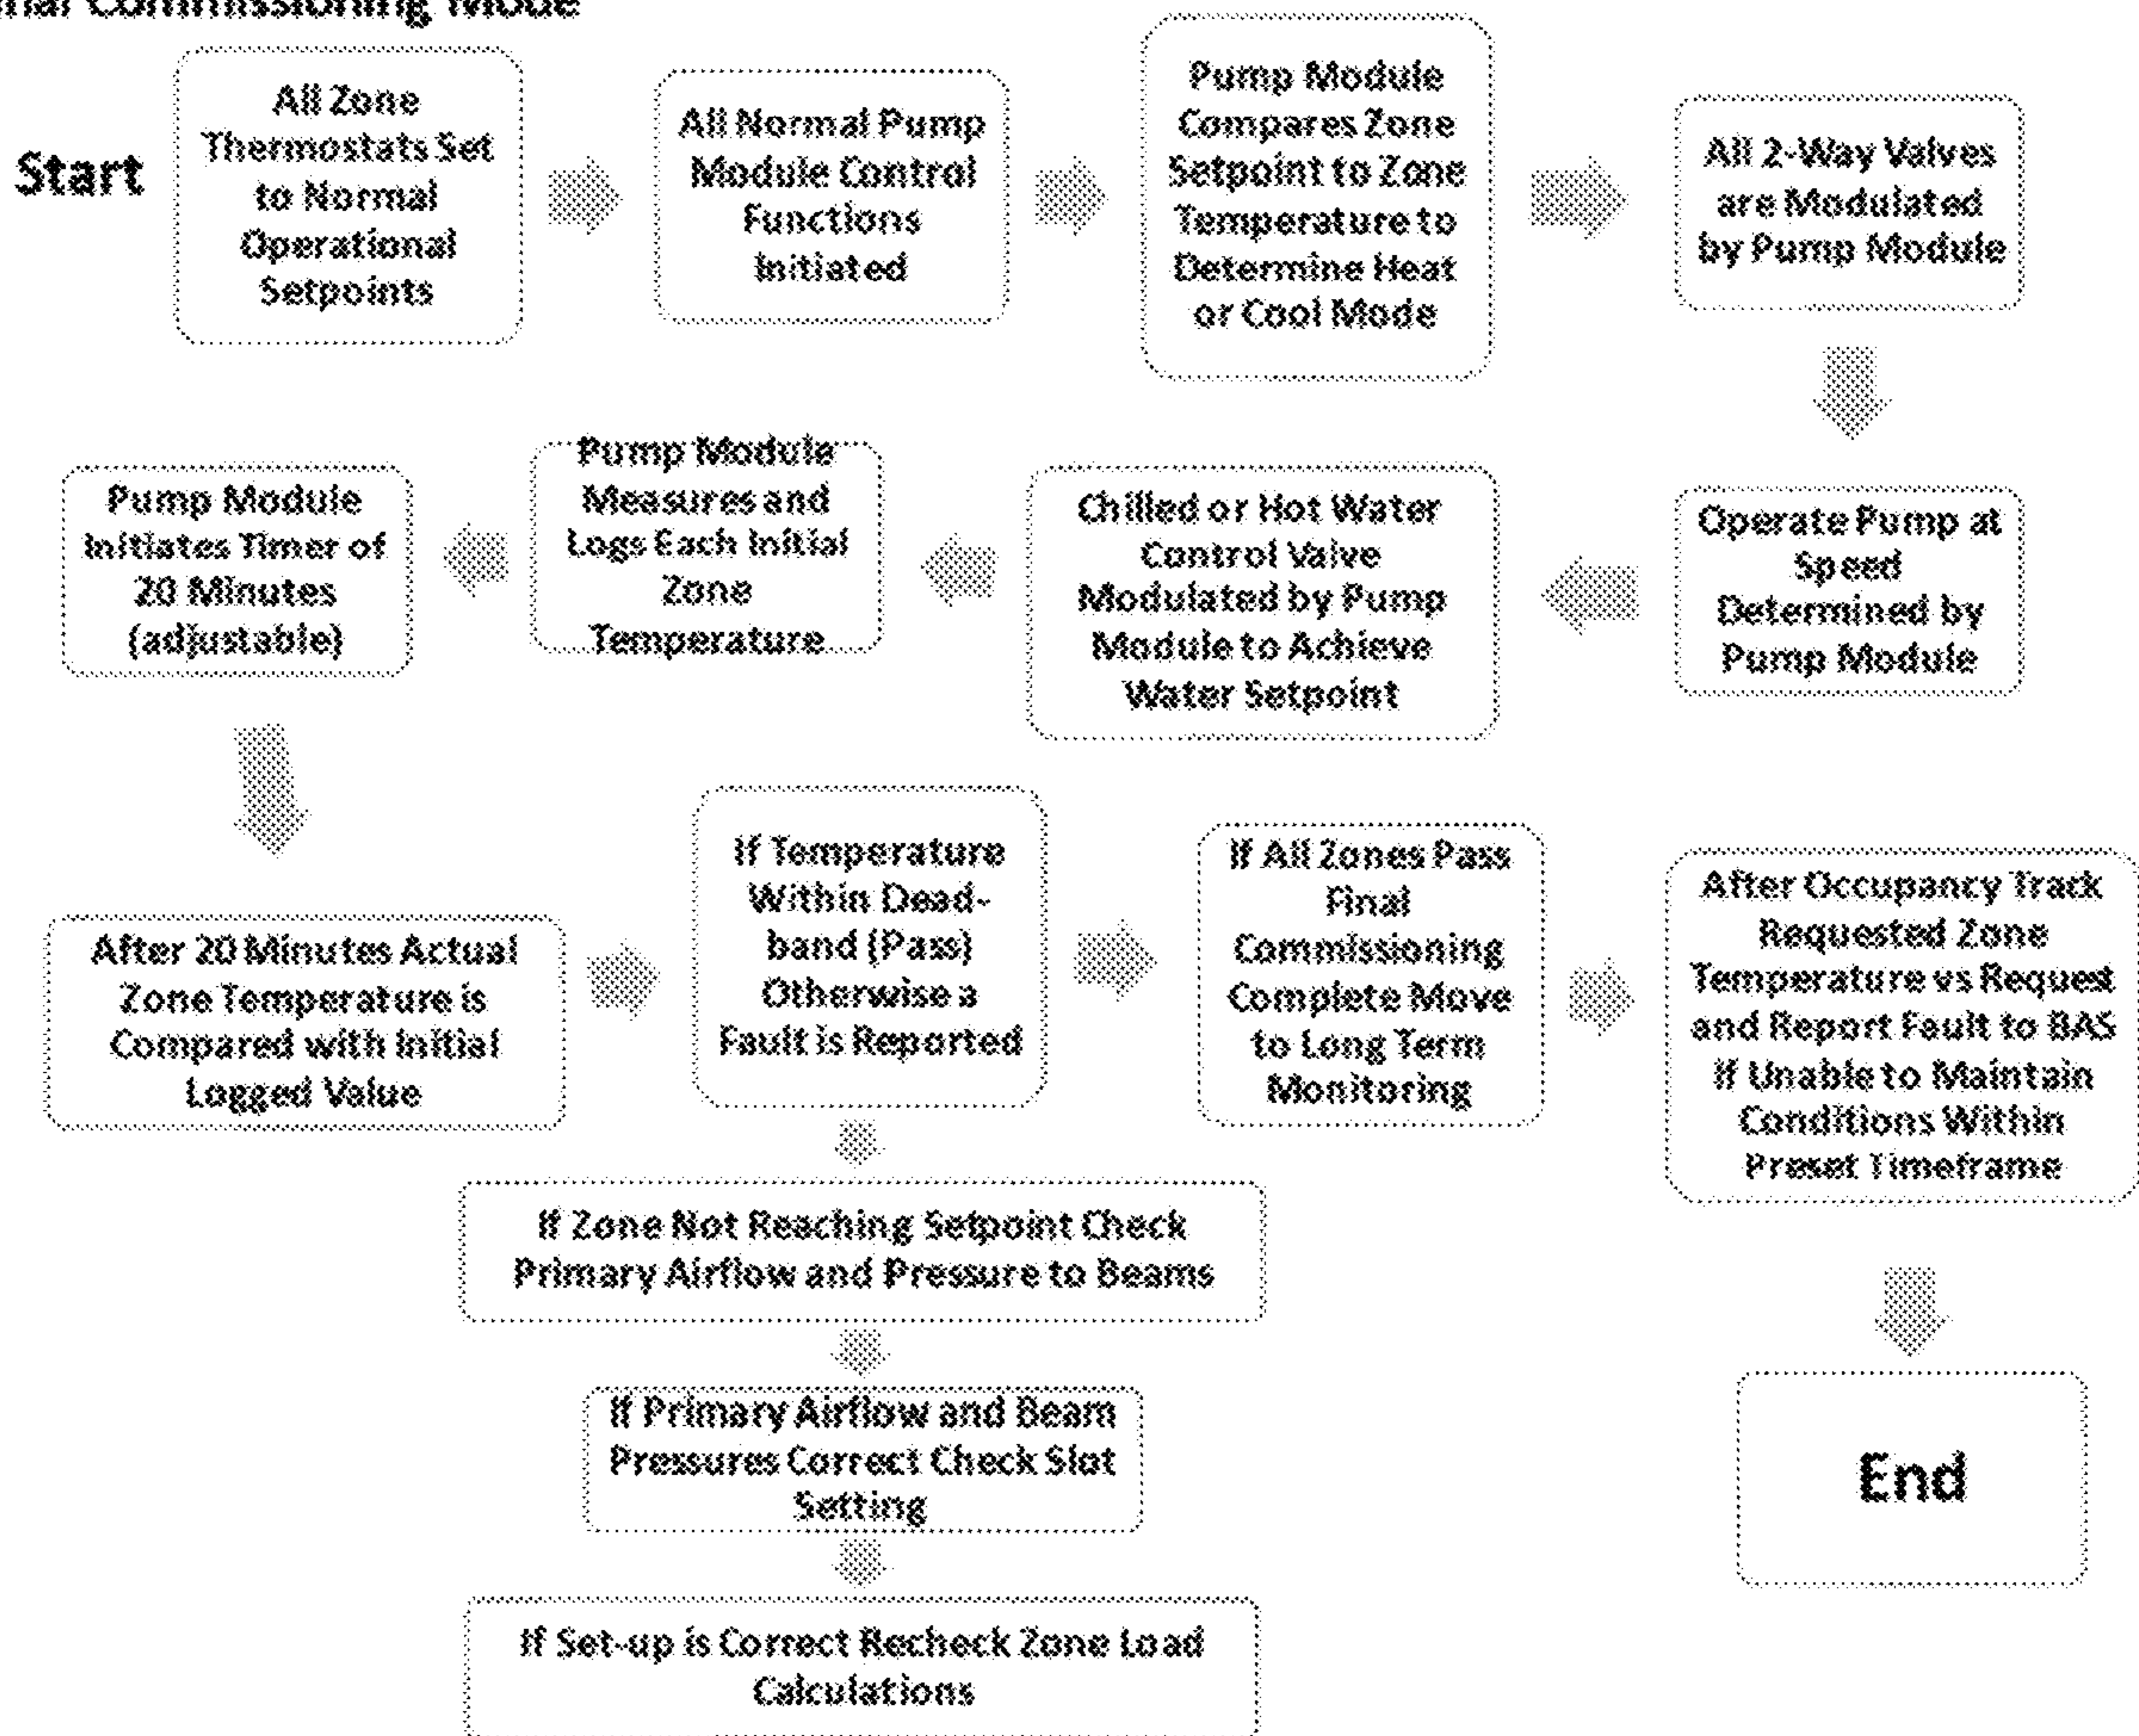 Commissioning Mode
Start
All Zone
Thermostats Set
to Normal
Operational
Setpoints
All Normal Pump
Module Control
Functions
Initiated
Pump Module
Compares Zone
Setpoint to Zone
Temperature to
Determine Heat
or Cool Mode
All 2-Way Valves
are Modulated
by Pump Module
Operate Pump at
Speed
Determined by
Pump Module
Chilled or Hot Water
Control Valve
Modulated by Pump
Module to Achieve
Water Setpoint
Pump Module
Measures and
Logs Each Initial
Zone
Temperature
Pump Module
Initiates Timer of
20 Minutes
(adjustable)
After 20 Minutes Actual
Zone Temperature is
Compared with Initial
Logged Value
If Temperature
Within Dead-
band (Pass)
Otherwise a
Fault is Reported
If All Zones Pass
Final
Commissioning
Complete Move
to Long Term
Monitoring
After Occupancy Track
Requested Zone
Temperature vs Request
and Report Fault to BAS
If Unable to Maintain
Conditions Within
Preset Timeframe
If Zone Not Reaching Setpoint Check
Primary Airflow and Pressure to Beams
If Primary Airflow and Beam
Pressures Correct Check Slot
Setting
If Set-up is Correct Recheck Zone Load
Calculations
End